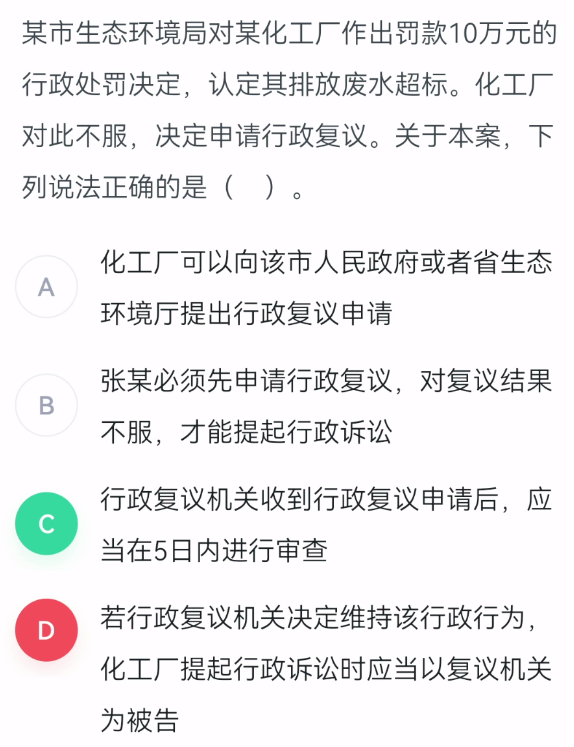 某市生态环境局对某化工厂作出罚款10万元的
行政处罚决定，认定其排放废水超标。化工厂
对此不服，决定申请行政复议。关于本案，下
列说法正确的是（ ）。
A
化工厂可以向该市人民政府或者省生态
环境厅提出行政复议申请
B
张某必须先申请行政复议，对复议结果
不服，才能提起行政诉讼
C
行政复议机关收到行政复议申请后，应
当在5日内进行审查
D
若行政复议机关决定维持该行政行为，
化工厂提起行政诉讼时应当以复议机关
为被告